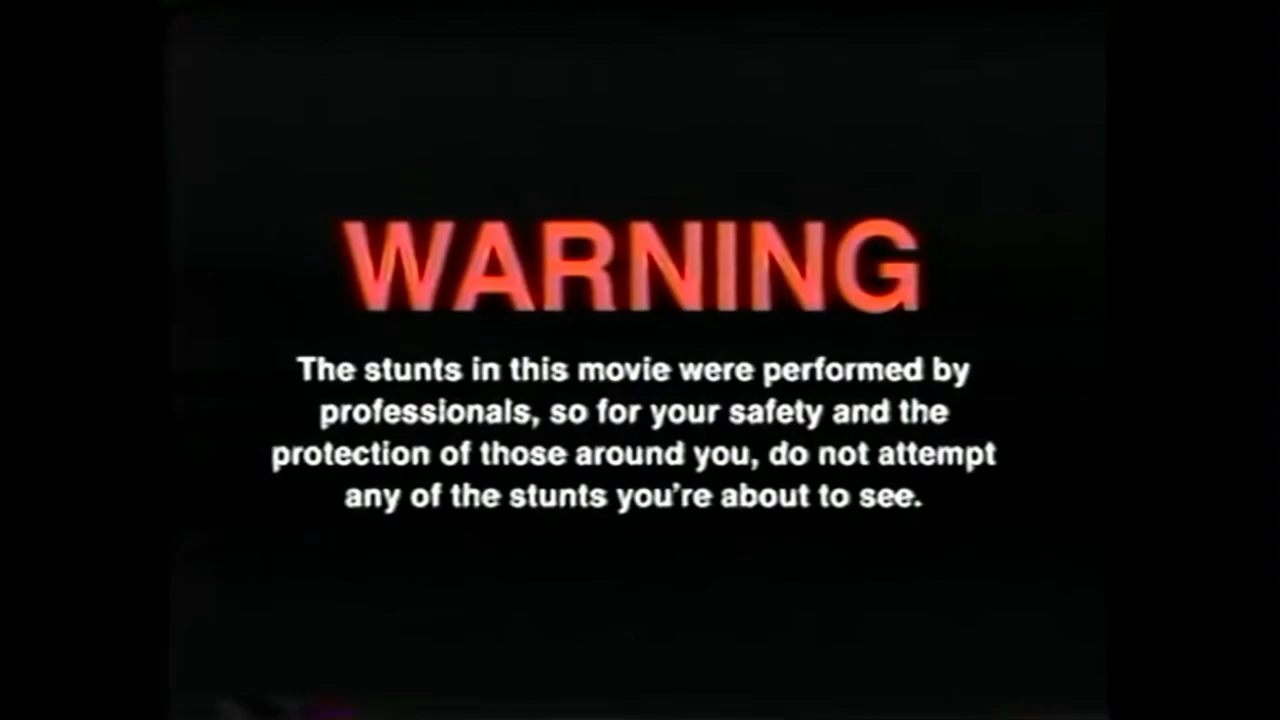 WARNING
The stunts in this movie were performed by
professionals, so for your safety and the
protection of those around you, do not attempt
any of the stunts you're about to see.